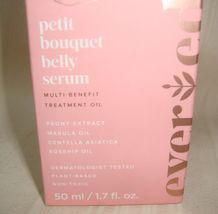 petit
bouquet
belly
serum
MULTI-BENEFIT
TREATMENT OIL
PEONY EXTRACT
MARULA OIL
CENTELLA ASIATICA
ROSEHIP OIL
DERMATOLOGIST TESTED
PLANT-BASED
NON TOXIC
50 ml / 1.7 fl. oz.
ever